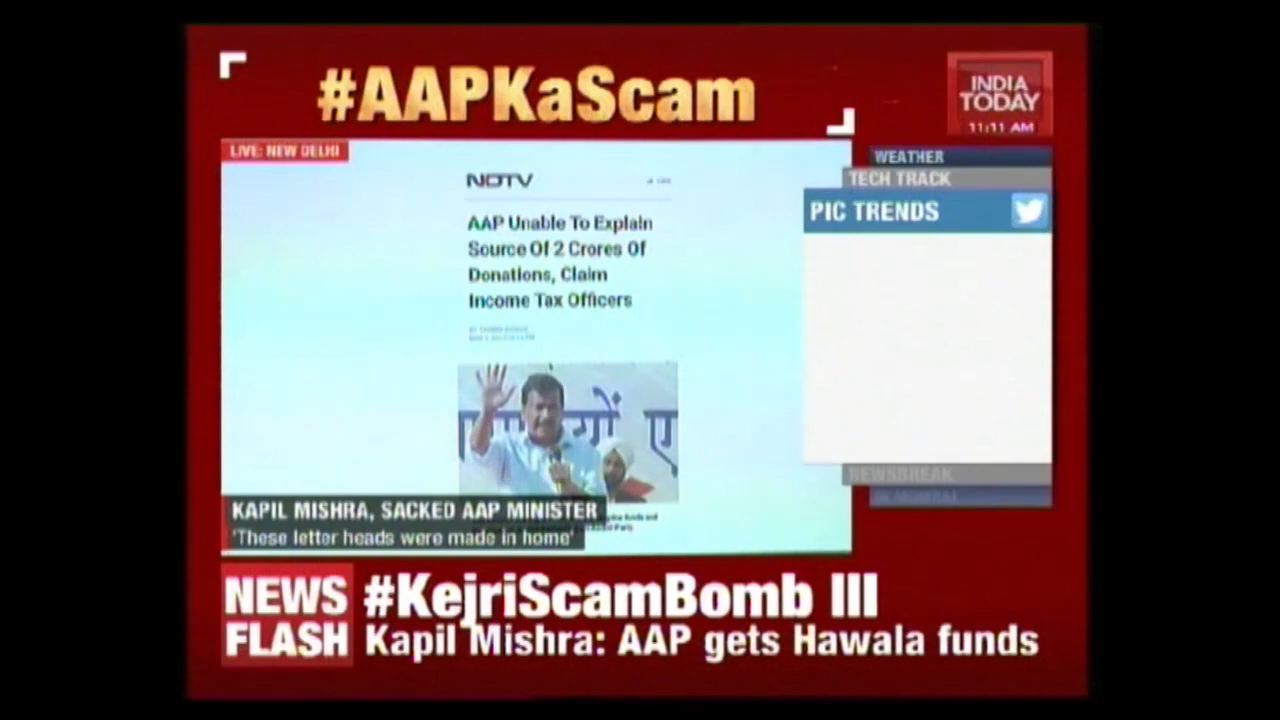 #AAPKaScam
INDIA
TODAY
11:11 AM
LIVE: NEW DELHI
WEATHER
TECH TRACK
PIC TRENDS
NDTV
AAP Unable To Explain
Source Of 2 Crores Of
Donations, Claim
Income Tax Officers
NEWSBREAK
KAPIL MISHRA, SACKED AAP MINISTER
'These letter heads were made in home'
NEWS
FLASH
#KejriScamBomb III
Kapil Mishra: AAP gets Hawala funds